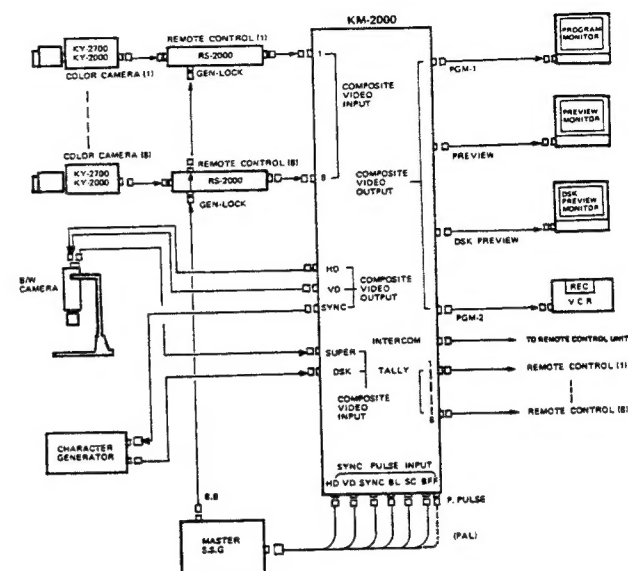 KM-2000
KY-2700
KY-2000
COLOR CAMERA (1)
REMOTE CONTROL (1)
RS-2000
GEN-LOCK
1
COMPOSITE
VIDEO
INPUT
8
PGM-1
PROGRAM
MONITOR
KY-2700
KY-2000
COLOR CAMERA (8)
REMOTE CONTROL (8)
RS-2000
GEN-LOCK
COMPOSITE
VIDEO OUTPUT
PREVIEW
PREVIEW
MONITOR
DSK PREVIEW
DSK
PREVIEW
MONITOR
B/W
CAMERA
HD
VD
SYNC
COMPOSITE
VIDEO
OUTPUT
PGM-2
REC
VCR
INTERCOM
TO REMOTE CONTROL UNIT
SUPER
DSK
COMPOSITE
VIDEO
INPUT
TALLY
REMOTE CONTROL (1)
REMOTE CONTROL (8)
CHARACTER
GENERATOR
SYNC PULSE INPUT
HD VD SYNC BL SC BFF
P. PULSE
(PAL)
B.B
MASTER
S.S.G